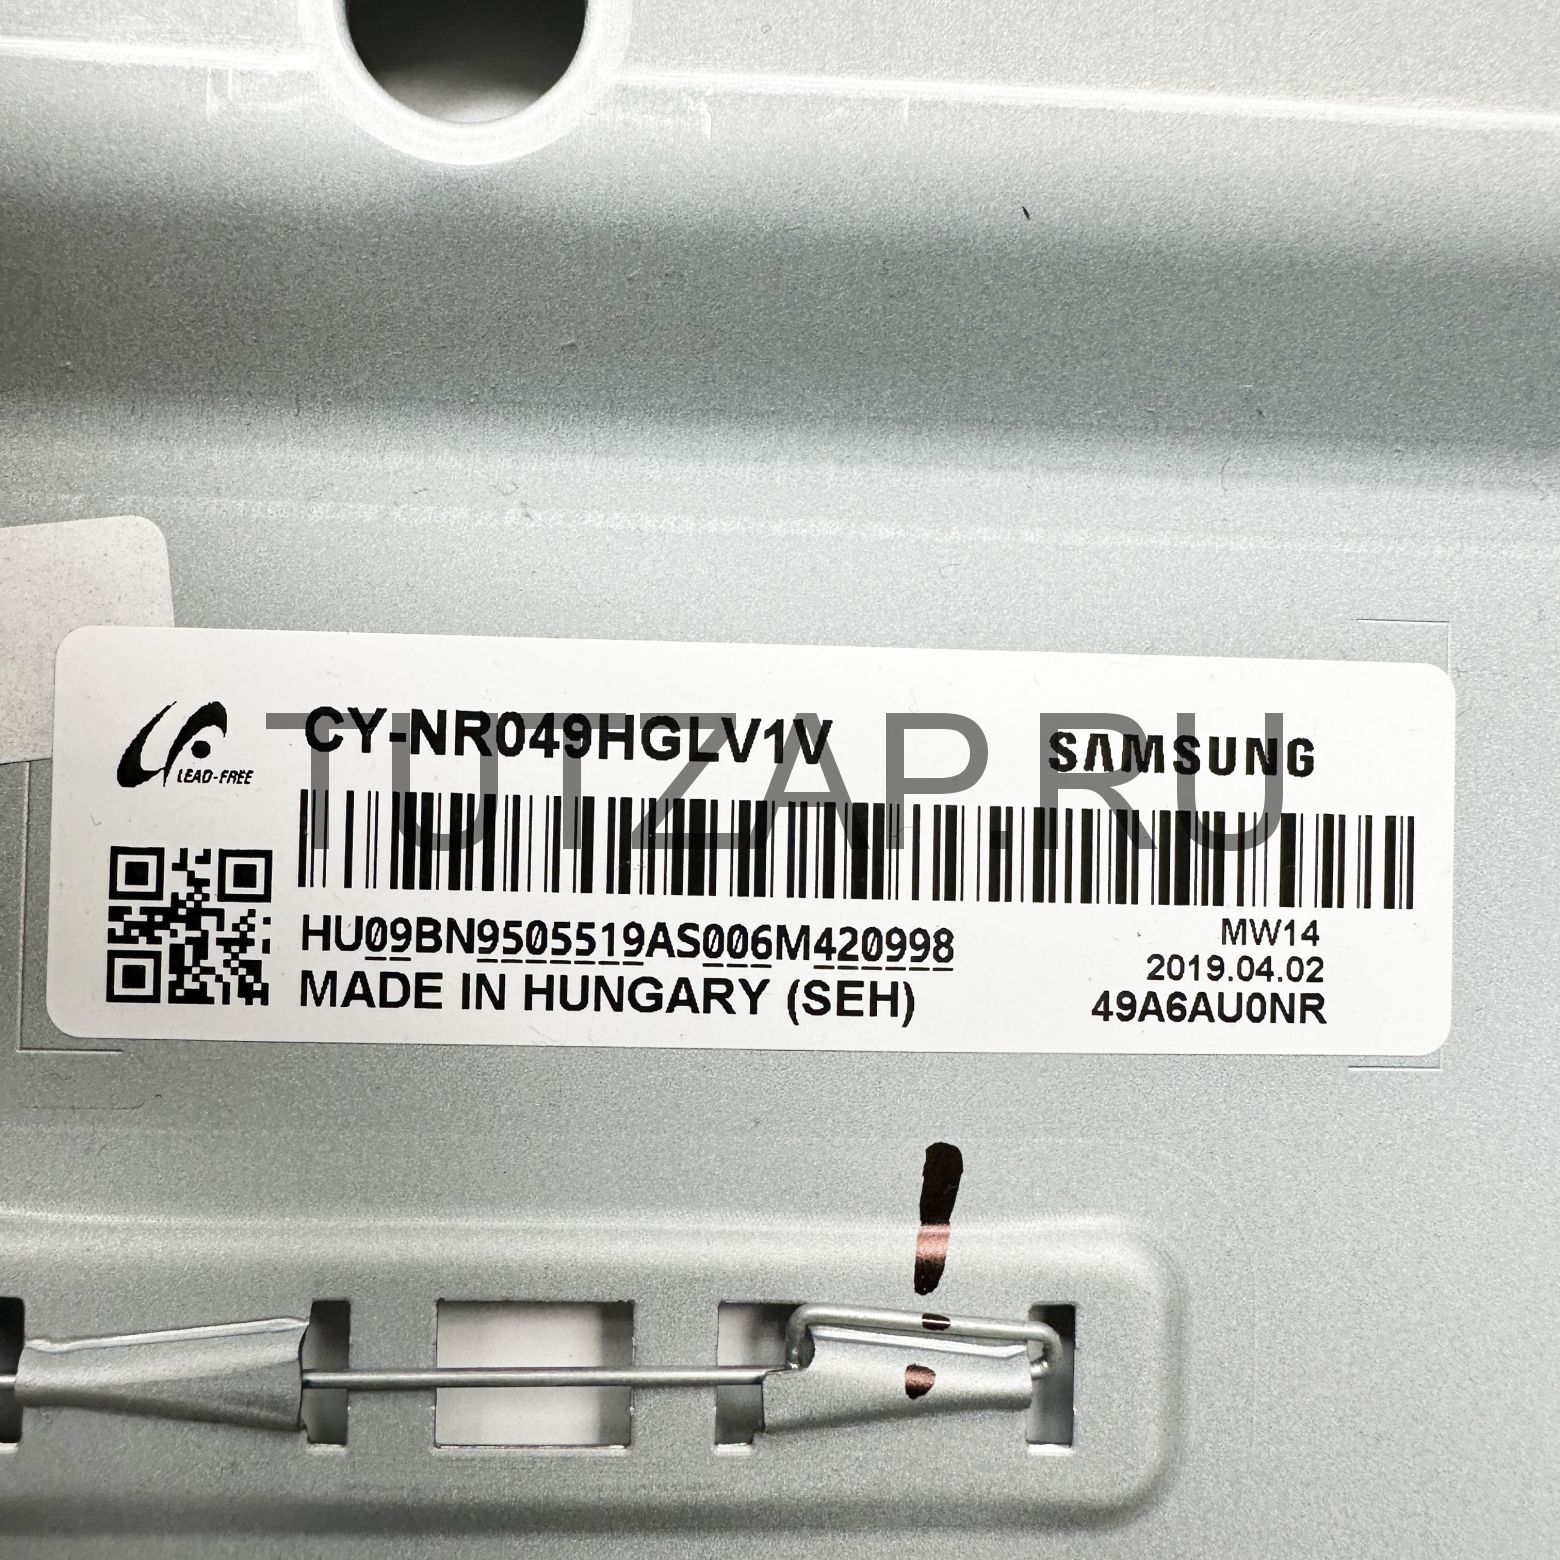 CY-NR049HGLV1V
SAMSUNG
LEAD-FREE
TUTZAP.RU
HU09BN9505519AS006M420998
MW14
2019.04.02
MADE IN HUNGARY (SEH)
49A6AU0NR